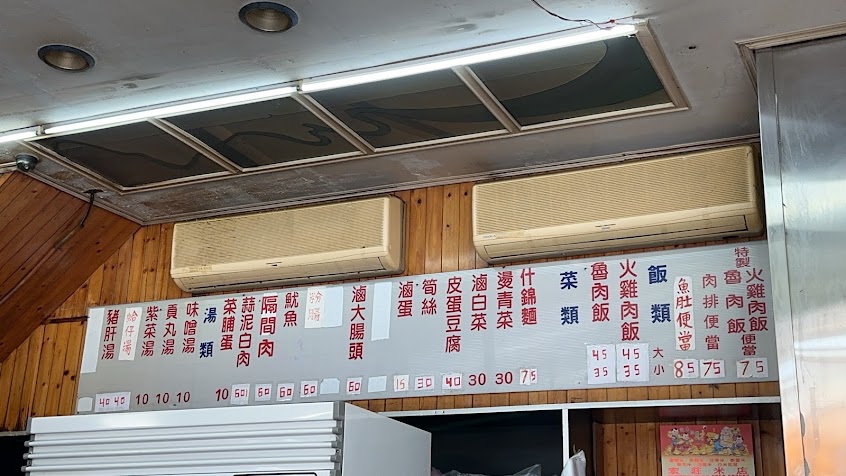 特製
火雞肉飯 魯肉飯 便當
75
肉排便當
75
魚肚便當
85
飯類
大
小
火雞肉飯
45
35
魯肉飯
45
35
菜類
什錦麵
75
燙青菜
30
滷白菜
30
皮蛋豆腐
40
筍絲
30
滷蛋
15
滷大腸頭
60
粉腸
魷魚
60
隔間肉
60
蒜泥白肉
60
菜脯蛋
50
湯類
味噌湯
10
貢丸湯
10
紫菜湯
10
蛤仔湯
40
豬肝湯
40